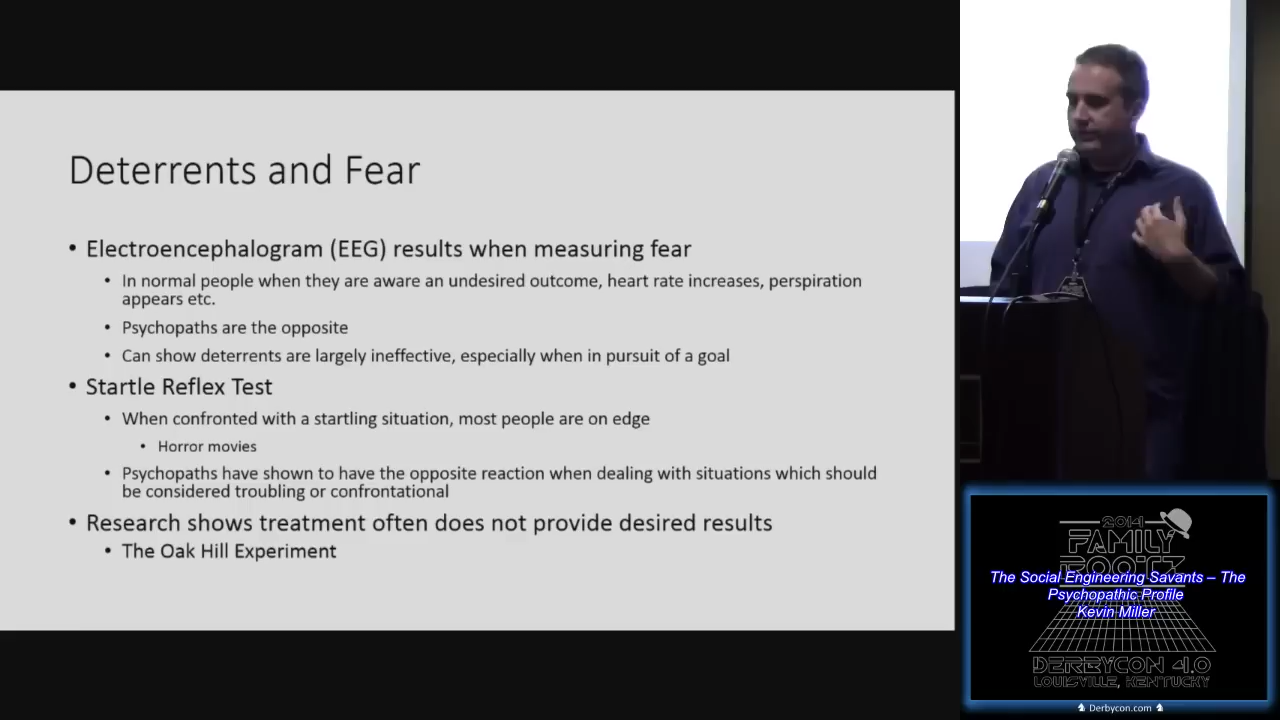 Deterrents and Fear
• Electroencephalogram (EEG) results when measuring fear
• In normal people when they are aware an undesired outcome, heart rate increases, perspiration
appears etc.
• Psychopaths are the opposite
• Can show deterrents are largely ineffective, especially when in pursuit of a goal
• Startle Reflex Test
• When confronted with a startling situation, most people are on edge
• Horror movies
• Psychopaths have shown to have the opposite reaction when dealing with situations which should
be considered troubling or confrontational
• Research shows treatment often does not provide desired results
• The Oak Hill Experiment
2014
FAMILY
ROOTZ
The Social Engineering Savants – The
Psychopathic Profile
Kevin Miller
DERBYCON 4.0
LOUISVILLE, KENTUCKY
Derbycon.com